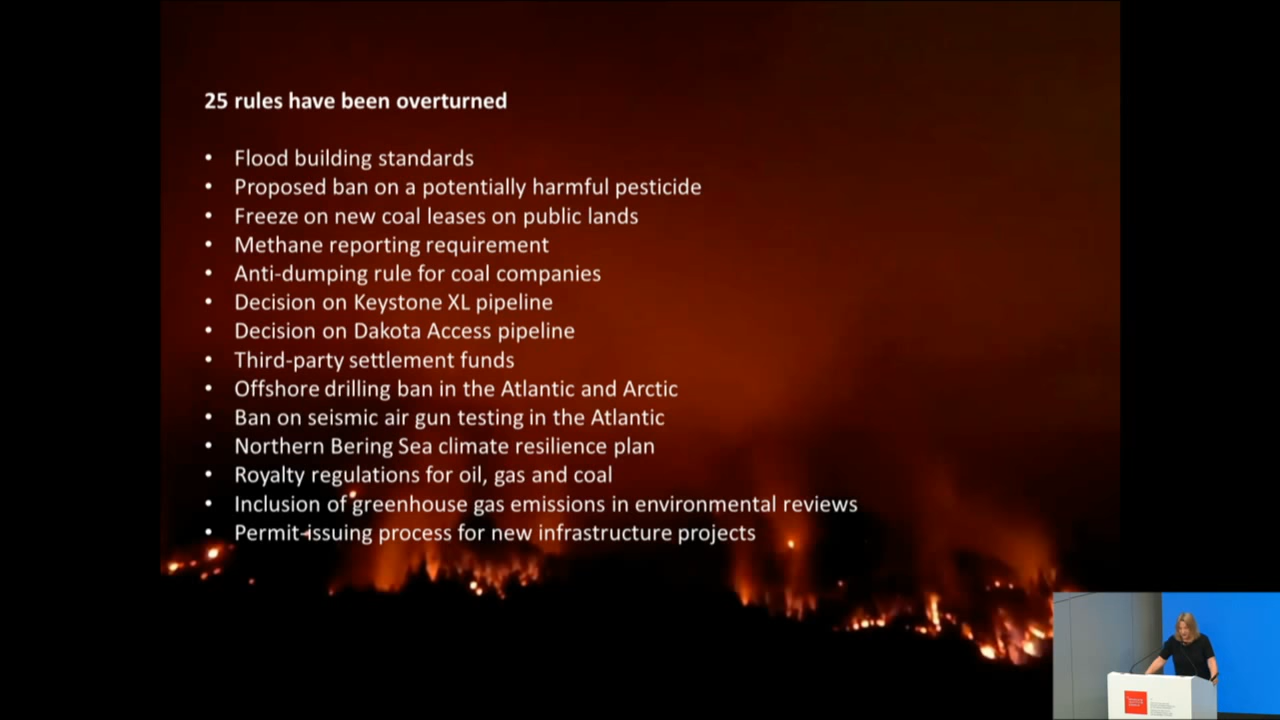 25 rules have been overturned
• Flood building standards
• Proposed ban on a potentially harmful pesticide
• Freeze on new coal leases on public lands
• Methane reporting requirement
• Anti-dumping rule for coal companies
• Decision on Keystone XL pipeline
• Decision on Dakota Access pipeline
• Third-party settlement funds
• Offshore drilling ban in the Atlantic and Arctic
• Ban on seismic air gun testing in the Atlantic
• Northern Bering Sea climate resilience plan
• Royalty regulations for oil, gas and coal
• Inclusion of greenhouse gas emissions in environmental reviews
• Permit-issuing process for new infrastructure projects